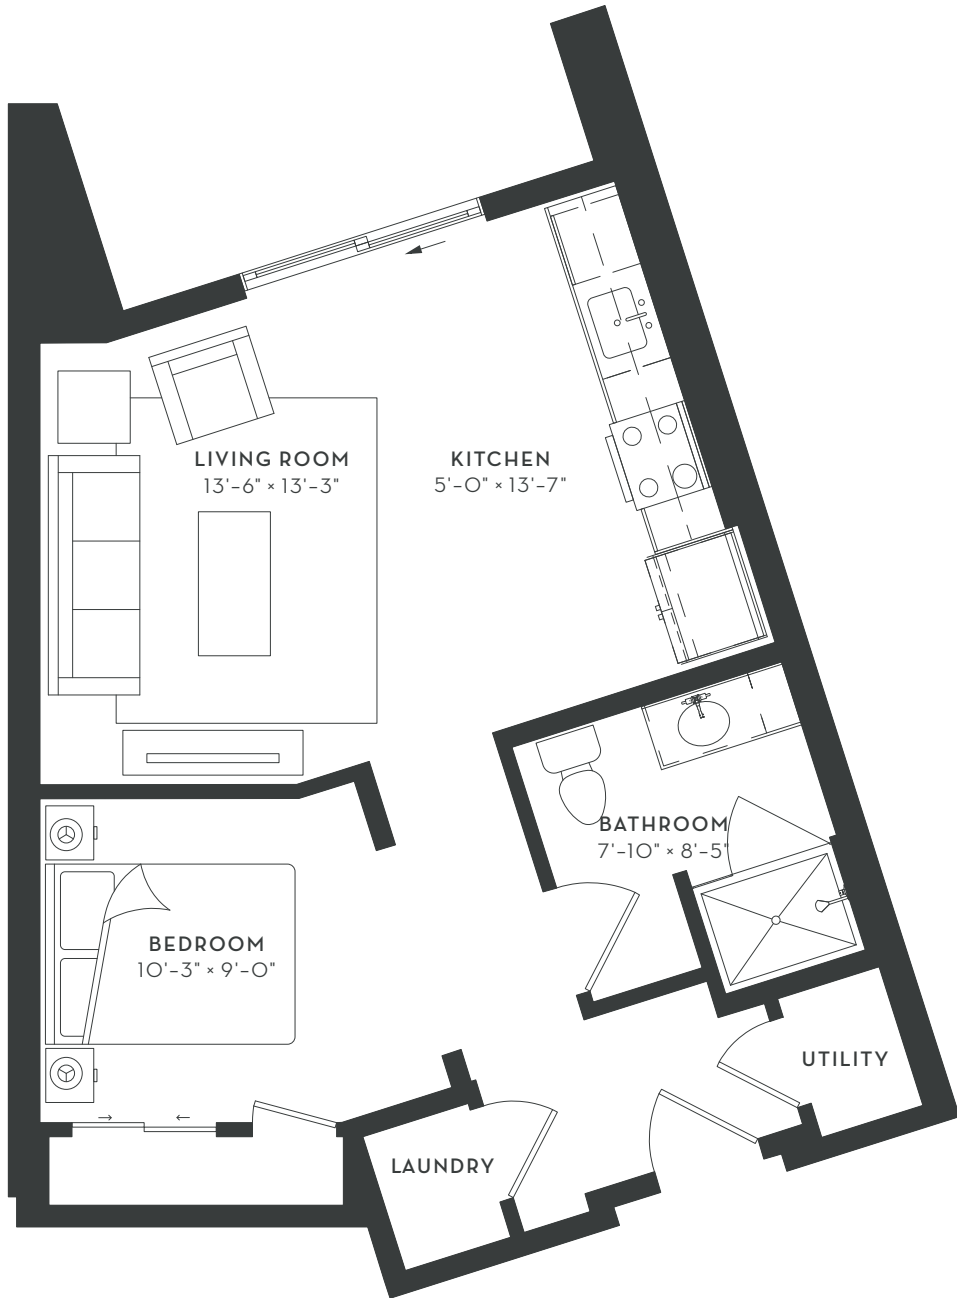 LIVING ROOM
13'-6" × 13'-3"
KITCHEN
5'-0" × 13'-7"
BATHROOM
7'-10" × 8'-5"
BEDROOM
10'-3" × 9'-0"
UTILITY
LAUNDRY